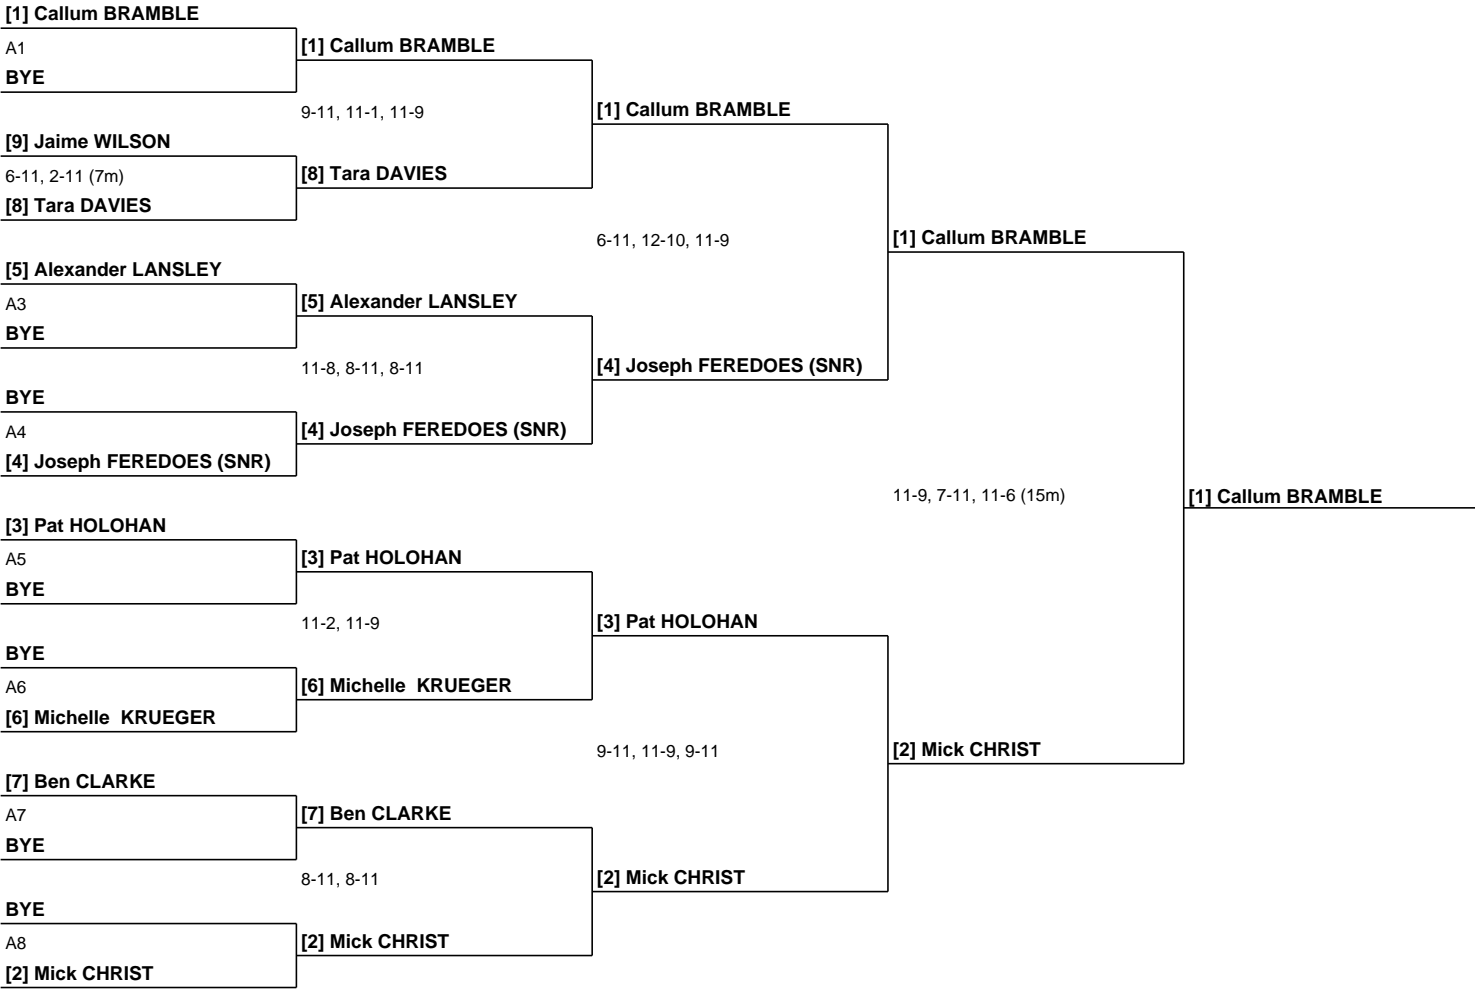 [1] Callum BRAMBLE
A1
BYE
[9] Jaime WILSON
6-11, 2-11 (7m)
[8] Tara DAVIES
[5] Alexander LANSLEY
A3
BYE
BYE
A4
[4] Joseph FEREDOES (SNR)
[3] Pat HOLOHAN
A5
BYE
BYE
A6
[6] Michelle  KRUEGER
[7] Ben CLARKE
A7
BYE
BYE
A8
[2] Mick CHRIST
[1] Callum BRAMBLE
9-11, 11-1, 11-9
[8] Tara DAVIES
[5] Alexander LANSLEY
11-8, 8-11, 8-11
[4] Joseph FEREDOES (SNR)
[3] Pat HOLOHAN
11-2, 11-9
[6] Michelle  KRUEGER
[7] Ben CLARKE
8-11, 8-11
[2] Mick CHRIST
[1] Callum BRAMBLE
6-11, 12-10, 11-9
[4] Joseph FEREDOES (SNR)
[3] Pat HOLOHAN
9-11, 11-9, 9-11
[2] Mick CHRIST
[1] Callum BRAMBLE
11-9, 7-11, 11-6 (15m)
[2] Mick CHRIST
[1] Callum BRAMBLE